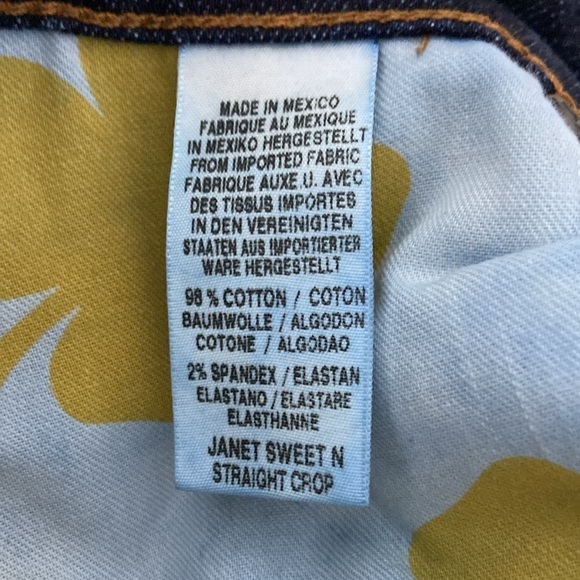 MADE IN MEXICO
FABRIQUE AU MEXIQUE
IN MEXIKO HERGESTELLT
FROM IMPORTED FABRIC
FABRIQUE AUXE.U. AVEC
DES TISSUS IMPORTÉS
IN DEN VEREINIGTEN
STAATEN AUS IMPORTIERTER
WARE HERGESTELLT
98 % COTTON / COTON
BAUMWOLLE / ALGODON
COTONE / ALGODAO
2% SPANDEX / ELASTAN
ELASTANO / ELASTARE
ELASTHANNE
JANET SWEET N
STRAIGHT CROP